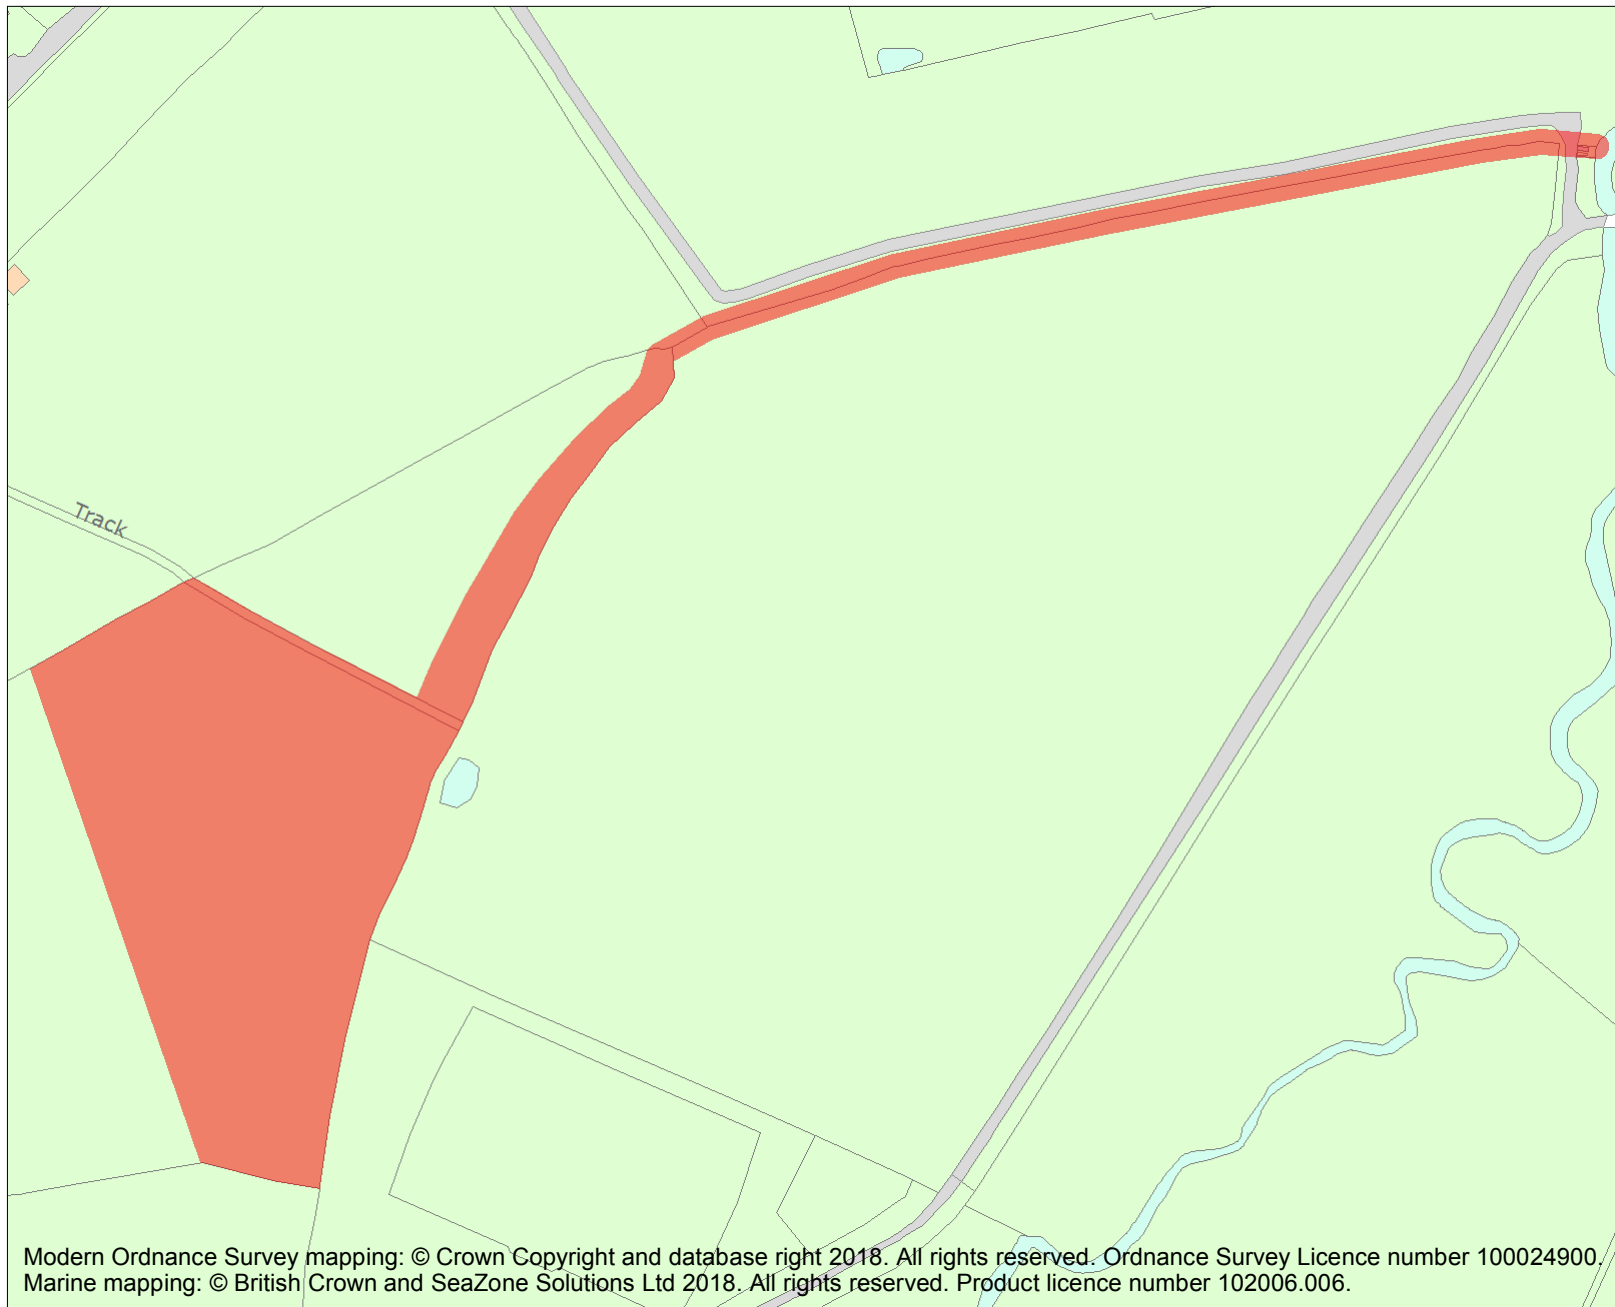 Track
Modern Ordnance Survey mapping: © Crown Copyright and database right 2018. All rights reserved. Ordnance Survey Licence number 100024900.
Marine mapping: © British Crown and SeaZone Solutions Ltd 2018. All rights reserved. Product licence number 102006.006.